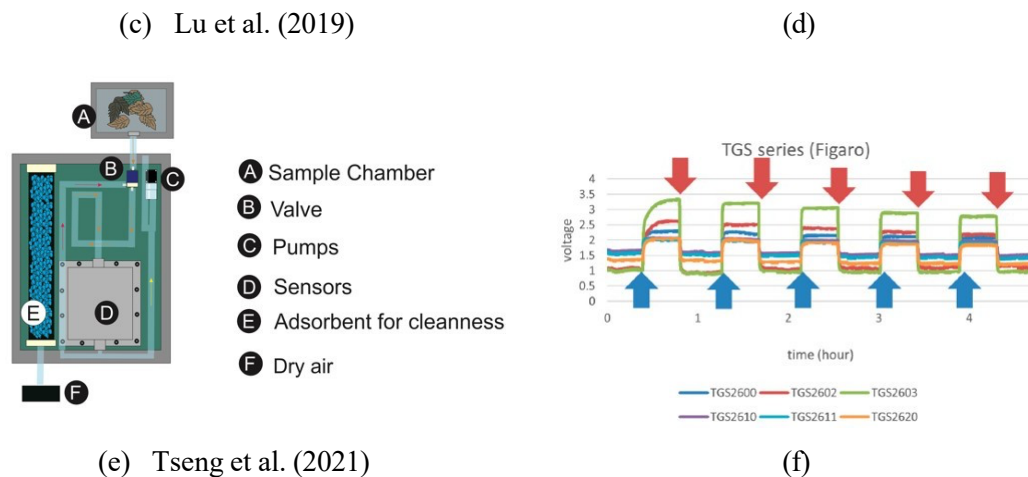 (c) Lu et al. (2019)
(d)
A
B
C
D
E
F
A Sample Chamber
B Valve
C Pumps
D Sensors
E Adsorbent for cleanness
F Dry air
TGS series (Figaro)
voltage
4
3.5
3
2.5
2
1.5
1
0.5
0
0 1 2 3 4
time (hour)
TGS2600 TGS2602 TGS2603
TGS2610 TGS2611 TGS2620
(e) Tseng et al. (2021)
(f)